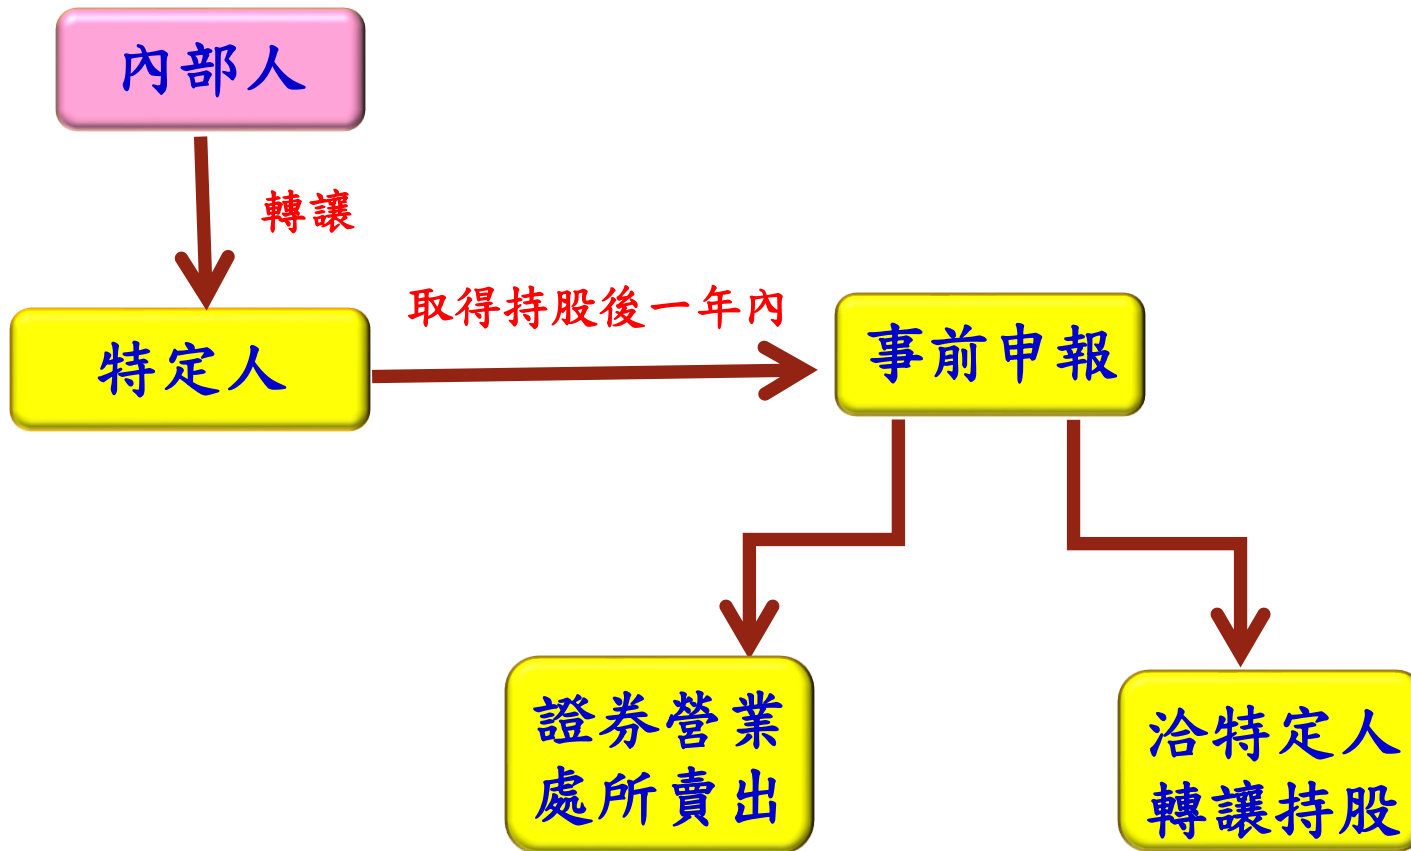 內部人
轉讓
取得持股後一年內
特定人
事前申報
證券營業
處所賣出
洽特定人
轉讓持股